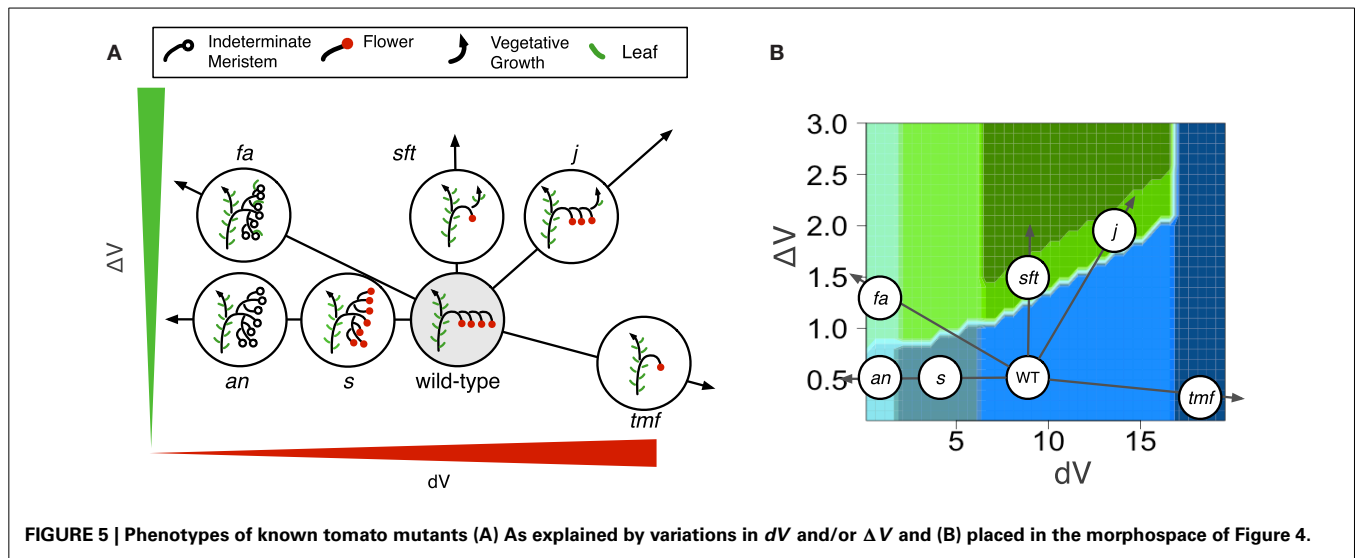 A
Indeterminate Meristem
Flower
Vegetative Growth
Leaf
ΔV
fa
sft
j
an
s
wild-type
tmf
dV
B
3.0
2.5
2.0
1.5
1.0
0.5
ΔV
fa
sft
j
an
s
WT
tmf
5
10
15
dV
FIGURE 5 | Phenotypes of known tomato mutants (A) As explained by variations in dV and/or ΔV and (B) placed in the morphospace of Figure 4.